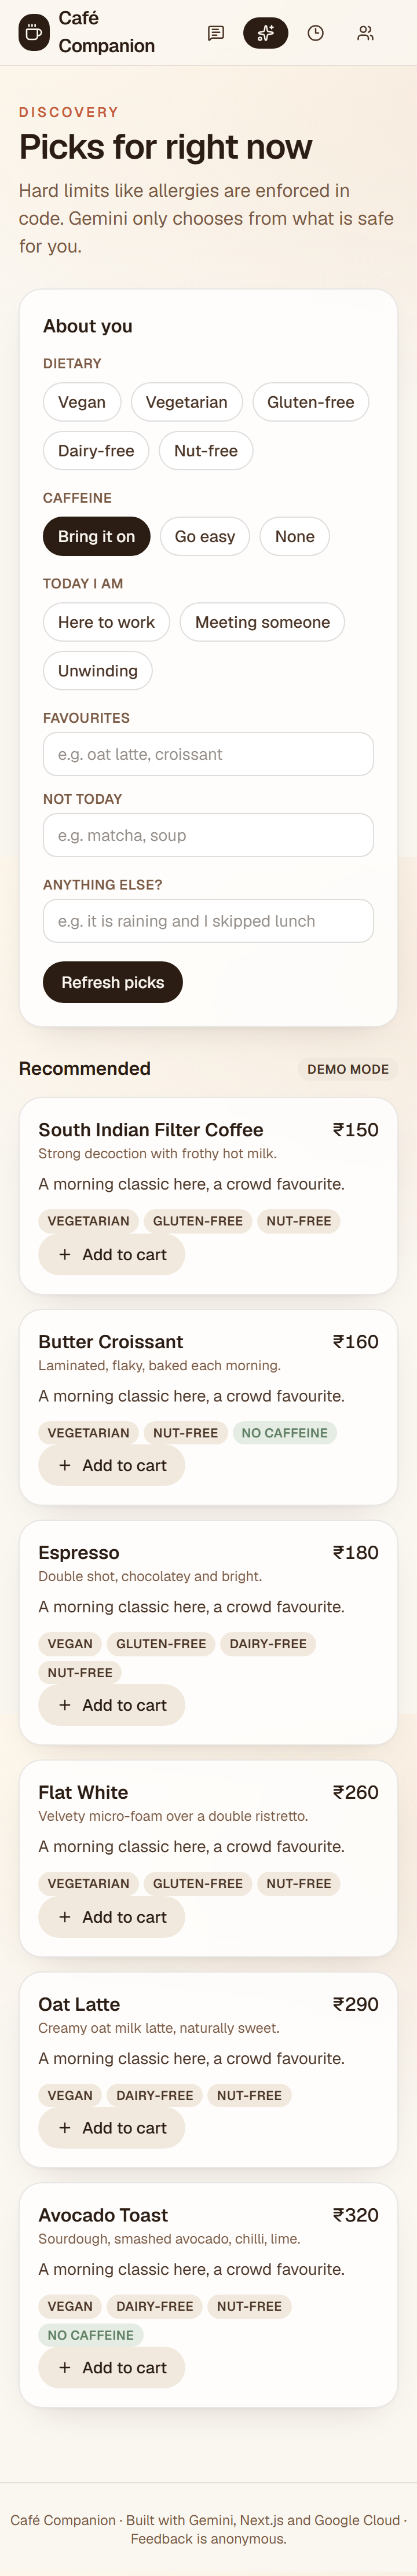 Café
Companion
DISCOVERY
Picks for right now
Hard limits like allergies are enforced in
code. Gemini only chooses from what is safe
for you.
About you
DIETARY
Vegan
Vegetarian
Gluten-free
Dairy-free
Nut-free
CAFFEINE
Bring it on
Go easy
None
TODAY I AM
Here to work
Meeting someone
Unwinding
FAVOURITES
e.g. oat latte, croissant
NOT TODAY
e.g. matcha, soup
ANYTHING ELSE?
e.g. it is raining and I skipped lunch
Refresh picks
Recommended
DEMO MODE
South Indian Filter Coffee ₹150
Strong decoction with frothy hot milk.
A morning classic here, a crowd favourite.
VEGETARIAN GLUTEN-FREE NUT-FREE
+ Add to cart
Butter Croissant ₹160
Laminated, flaky, baked each morning.
A morning classic here, a crowd favourite.
VEGETARIAN NUT-FREE NO CAFFEINE
+ Add to cart
Espresso ₹180
Double shot, chocolatey and bright.
A morning classic here, a crowd favourite.
VEGAN GLUTEN-FREE DAIRY-FREE
NUT-FREE
+ Add to cart
Flat White ₹260
Velvety micro-foam over a double ristretto.
A morning classic here, a crowd favourite.
VEGETARIAN GLUTEN-FREE NUT-FREE
+ Add to cart
Oat Latte ₹290
Creamy oat milk latte, naturally sweet.
A morning classic here, a crowd favourite.
VEGAN DAIRY-FREE NUT-FREE
+ Add to cart
Avocado Toast ₹320
Sourdough, smashed avocado, chilli, lime.
A morning classic here, a crowd favourite.
VEGAN DAIRY-FREE NUT-FREE
NO CAFFEINE
+ Add to cart
Café Companion · Built with Gemini, Next.js and Google Cloud ·
Feedback is anonymous.